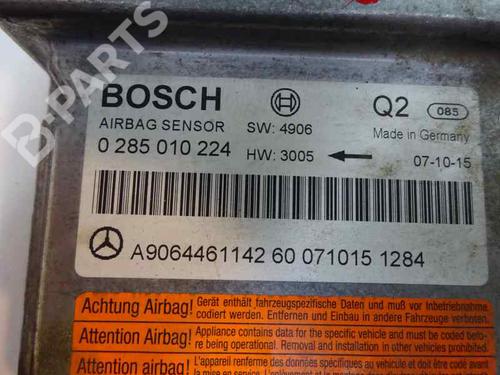 B-PARTS
BOSCH
Q2 085
AIRBAG SENSOR SW: 4906 Made in Germany
0 285 010 224 HW: 3005 07-10-15
A9064461142 60 071015 1284
Achtung Airbag! Gerät enthält fahrzeugspezifische Daten und muß vor Inbetriebnahme
codiert werden. Entfernen und Einbau in andere Fahrzeuge verboten.
Attention Airbag! Appliance contains data for the specific vehicle and must be coded befo-
re being operational. Removing and installation in other vehicles prohibited.
Attention airbag! L'appareil renferme des données spécifiques au véhicule et doit être codé